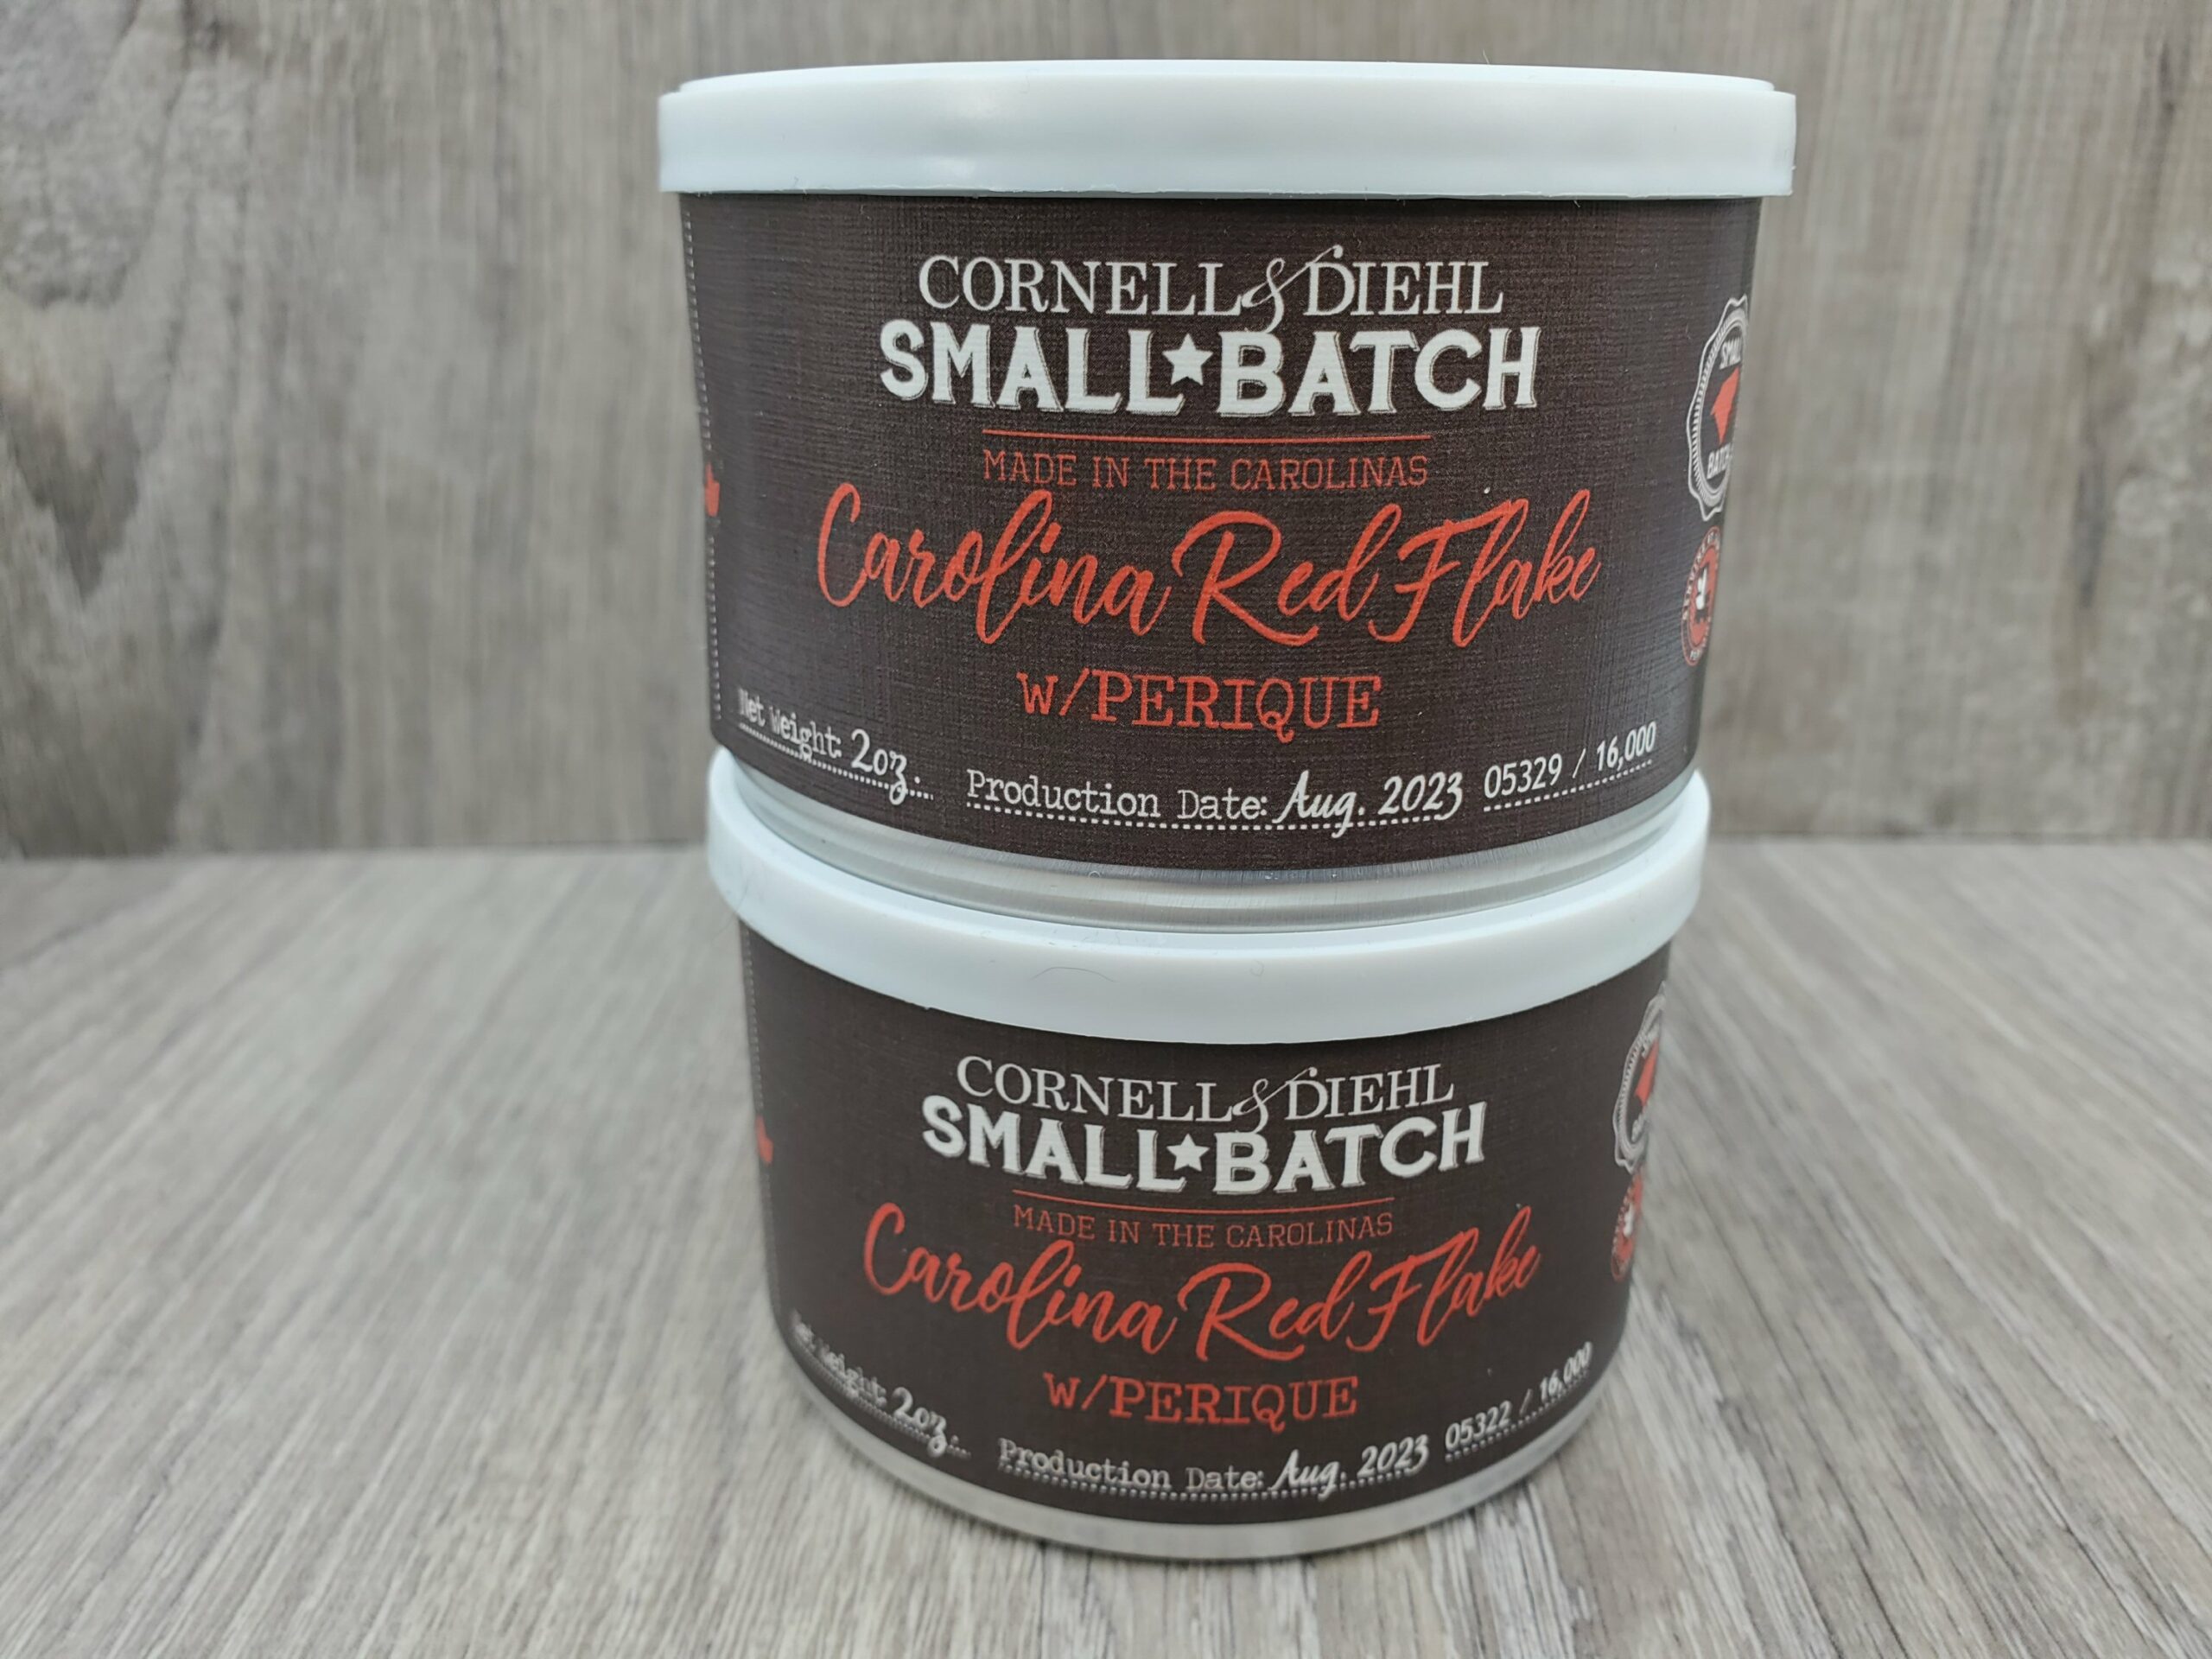 CORNELL & DIEHL
SMALL★BATCH
MADE IN THE CAROLINAS
Carolina Red Flake
w/PERIQUE
Net Weight: 2oz.
Production Date: Aug. 2023
05329 / 16,000
CORNELL & DIEHL
SMALL★BATCH
MADE IN THE CAROLINAS
Carolina Red Flake
w/PERIQUE
Weight: 2oz.
Production Date: Aug. 2023
05322 / 16,000